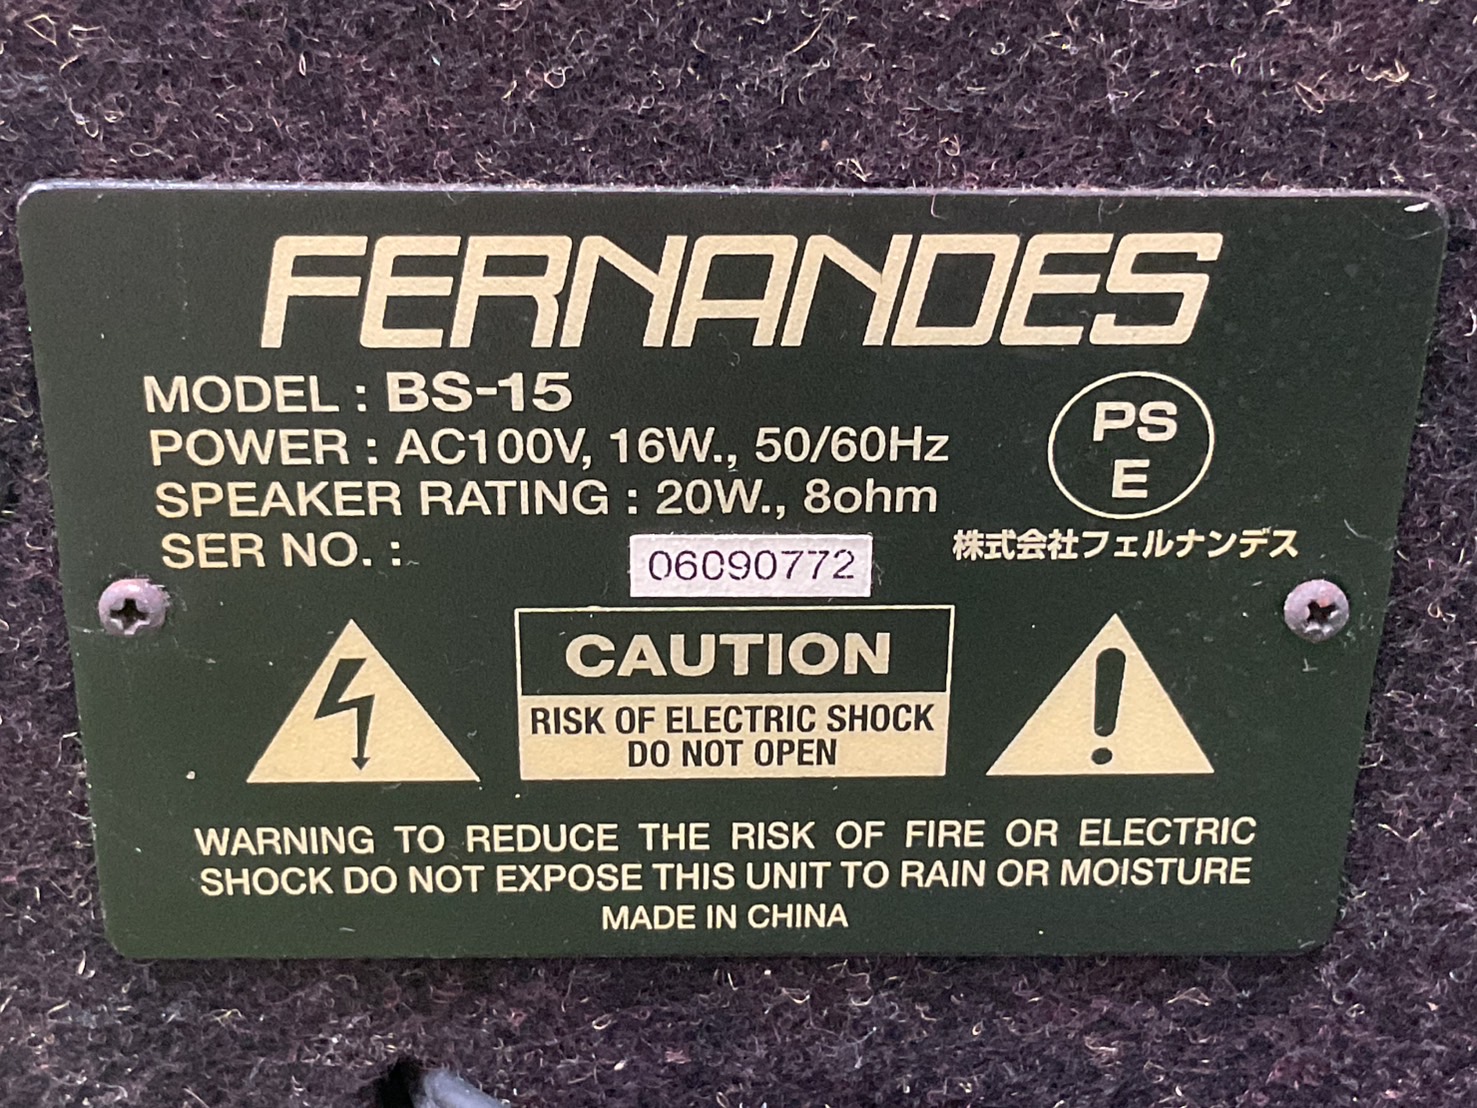 FERNANDES
MODEL : BS-15
POWER : AC100V, 16W., 50/60Hz
SPEAKER RATING : 20W., 8ohm
SER NO. : 06090772
PS
E
株式会社フェルナンデス
CAUTION
RISK OF ELECTRIC SHOCK
DO NOT OPEN
WARNING TO REDUCE THE RISK OF FIRE OR ELECTRIC
SHOCK DO NOT EXPOSE THIS UNIT TO RAIN OR MOISTURE
MADE IN CHINA